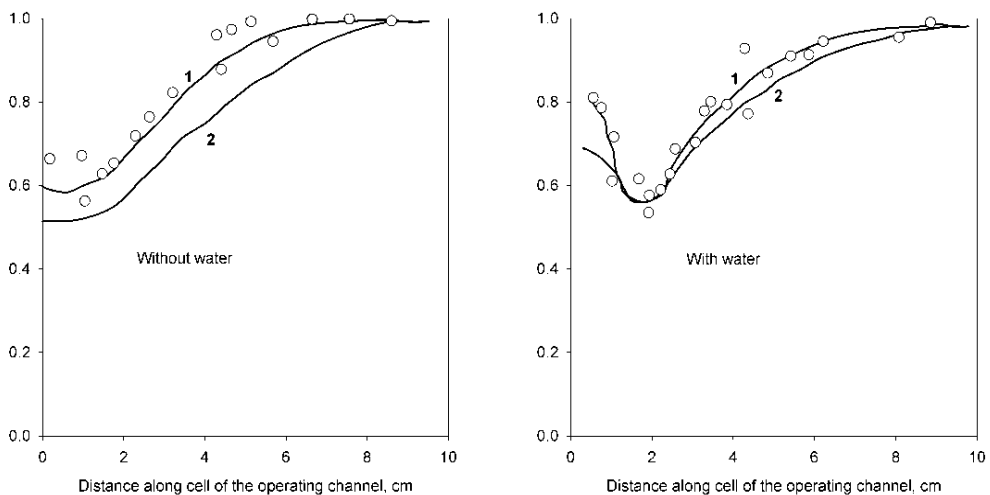 1.0
0.8
0.6
0.4
0.2
0.0
1
2
Without water
0 2 4 6 8 10
Distance along cell of the operating channel, cm
1.0
0.8
0.6
0.4
0.2
0.0
1
2
With water
0 2 4 6 8 10
Distance along cell of the operating channel, cm